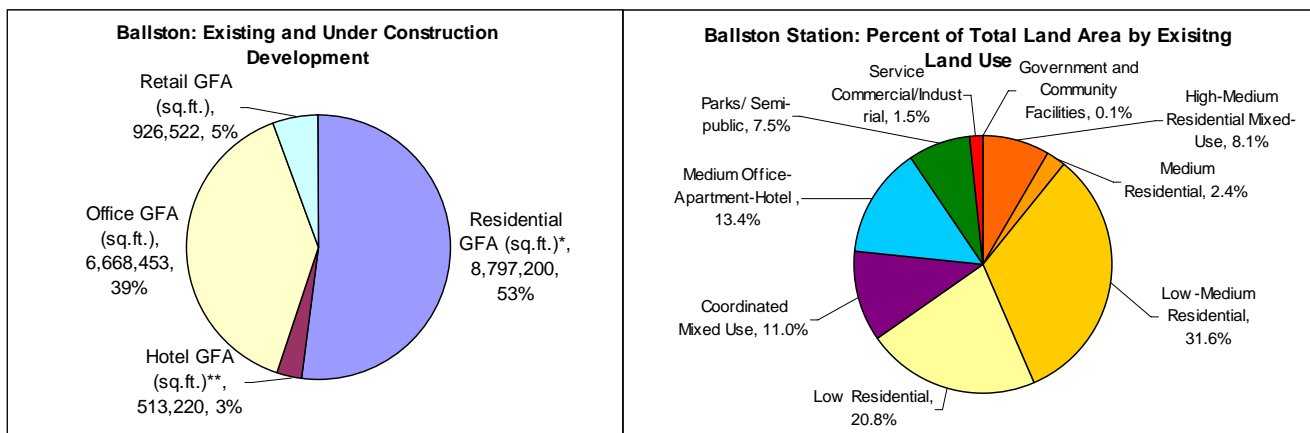 Ballston: Existing and Under Construction
Development
Retail GFA
(sq.ft.),
926,522, 5%
Office GFA
(sq.ft.),
6,668,453,
39%
Hotel GFA
(sq.ft.)**,
513,220, 3%
Residential
GFA (sq.ft.)*,
8,797,200,
53%
Ballston Station: Percent of Total Land Area by Exisitng
Land Use
Service
Commercial/Indust
rial, 1.5%
Government and
Community
Facilities, 0.1%
High-Medium
Residential Mixed-
Use, 8.1%
Medium
Residential, 2.4%
Low-Medium
Residential,
31.6%
Low Residential,
20.8%
Coordinated
Mixed Use, 11.0%
Medium Office-
Apartment-Hotel ,
13.4%
Parks/ Semi-
public, 7.5%